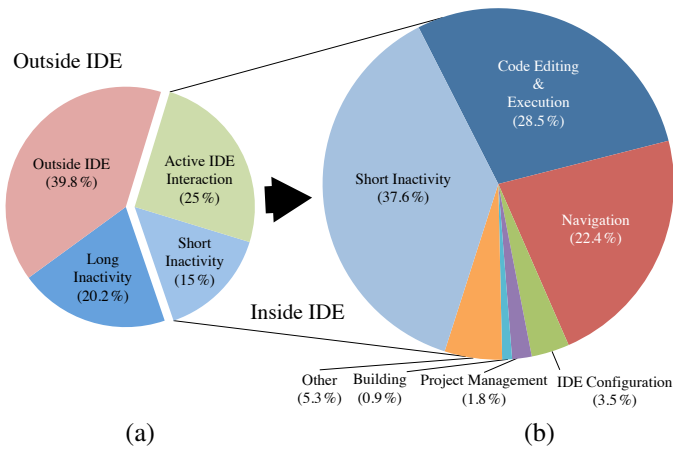 Outside IDE
Outside IDE
(39.8 %)
Active IDE
Interaction
(25 %)
Long
Inactivity
(20.2 %)
Short
Inactivity
(15 %)
Inside IDE
Code Editing
&
Execution
(28.5 %)
Short Inactivity
(37.6 %)
Navigation
(22.4 %)
Other
(5.3 %)
Building
(0.9 %)
Project Management
(1.8 %)
IDE Configuration
(3.5 %)
(a)
(b)